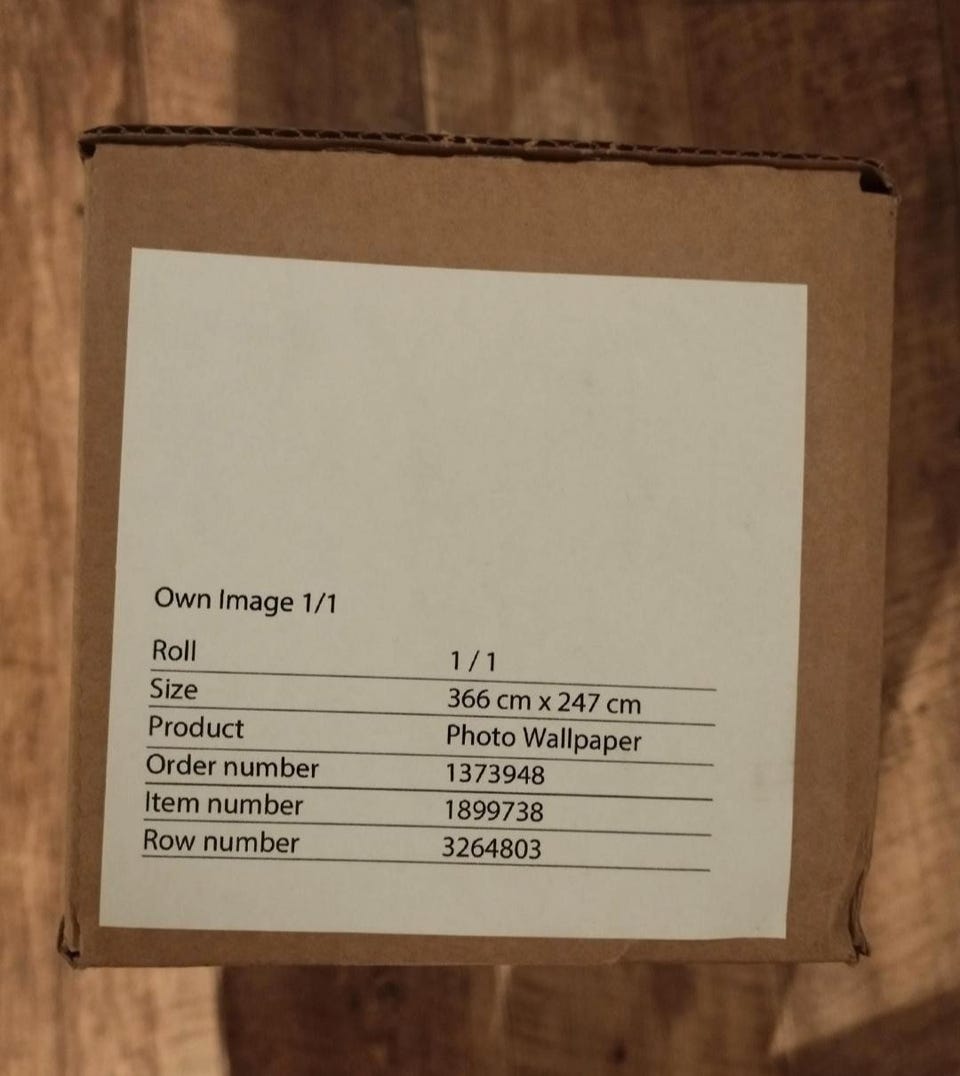 Own Image 1/1
Roll 1 / 1
Size 366 cm x 247 cm
Product Photo Wallpaper
Order number 1373948
Item number 1899738
Row number 3264803